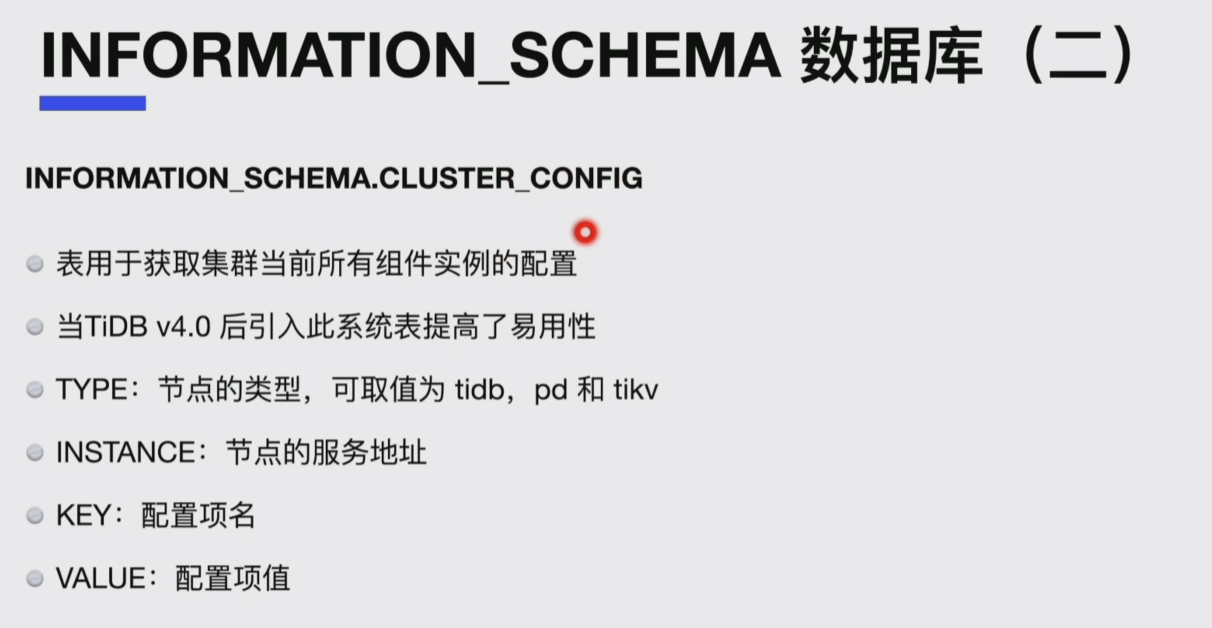 INFORMATION_SCHEMA 数据库（二）
INFORMATION_SCHEMA.CLUSTER_CONFIG
表用于获取集群当前所有组件实例的配置
当TiDB v4.0 后引入此系统表提高了易用性
TYPE：节点的类型，可取值为 tidb，pd 和 tikv
INSTANCE：节点的服务地址
KEY：配置项名
VALUE：配置项值